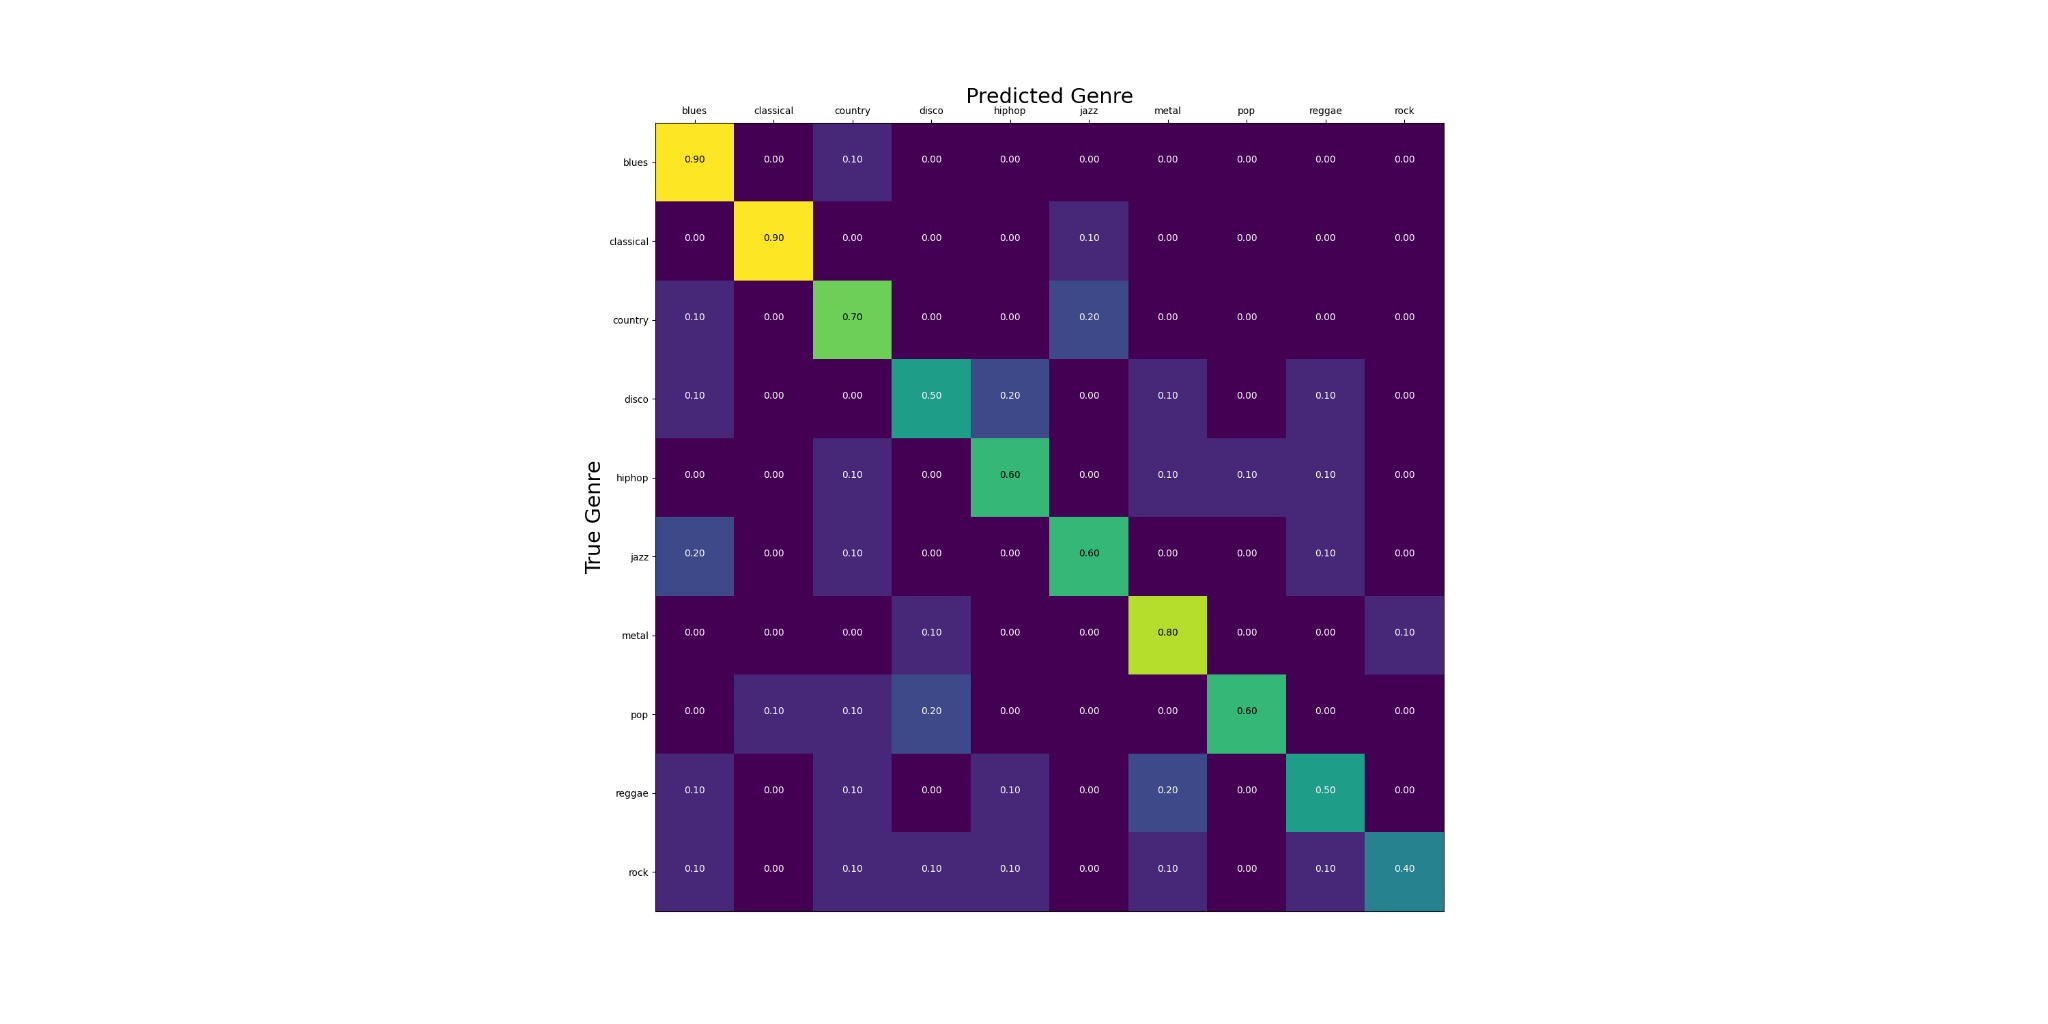 Predicted Genre
blues classical country disco hiphop jazz metal pop reggae rock
blues 0.90 0.00 0.10 0.00 0.00 0.00 0.00 0.00 0.00 0.00
classical 0.00 0.90 0.00 0.00 0.00 0.10 0.00 0.00 0.00 0.00
country 0.10 0.00 0.70 0.00 0.00 0.20 0.00 0.00 0.00 0.00
disco 0.10 0.00 0.00 0.50 0.20 0.00 0.10 0.00 0.10 0.00
hiphop 0.00 0.00 0.10 0.00 0.60 0.00 0.10 0.10 0.10 0.00
True Genre
jazz 0.20 0.00 0.10 0.00 0.00 0.60 0.00 0.00 0.10 0.00
metal 0.00 0.00 0.00 0.10 0.00 0.00 0.80 0.00 0.00 0.10
pop 0.00 0.10 0.10 0.20 0.00 0.00 0.00 0.60 0.00 0.00
reggae 0.10 0.00 0.10 0.00 0.10 0.00 0.20 0.00 0.50 0.00
rock 0.10 0.00 0.10 0.10 0.10 0.00 0.10 0.00 0.10 0.40